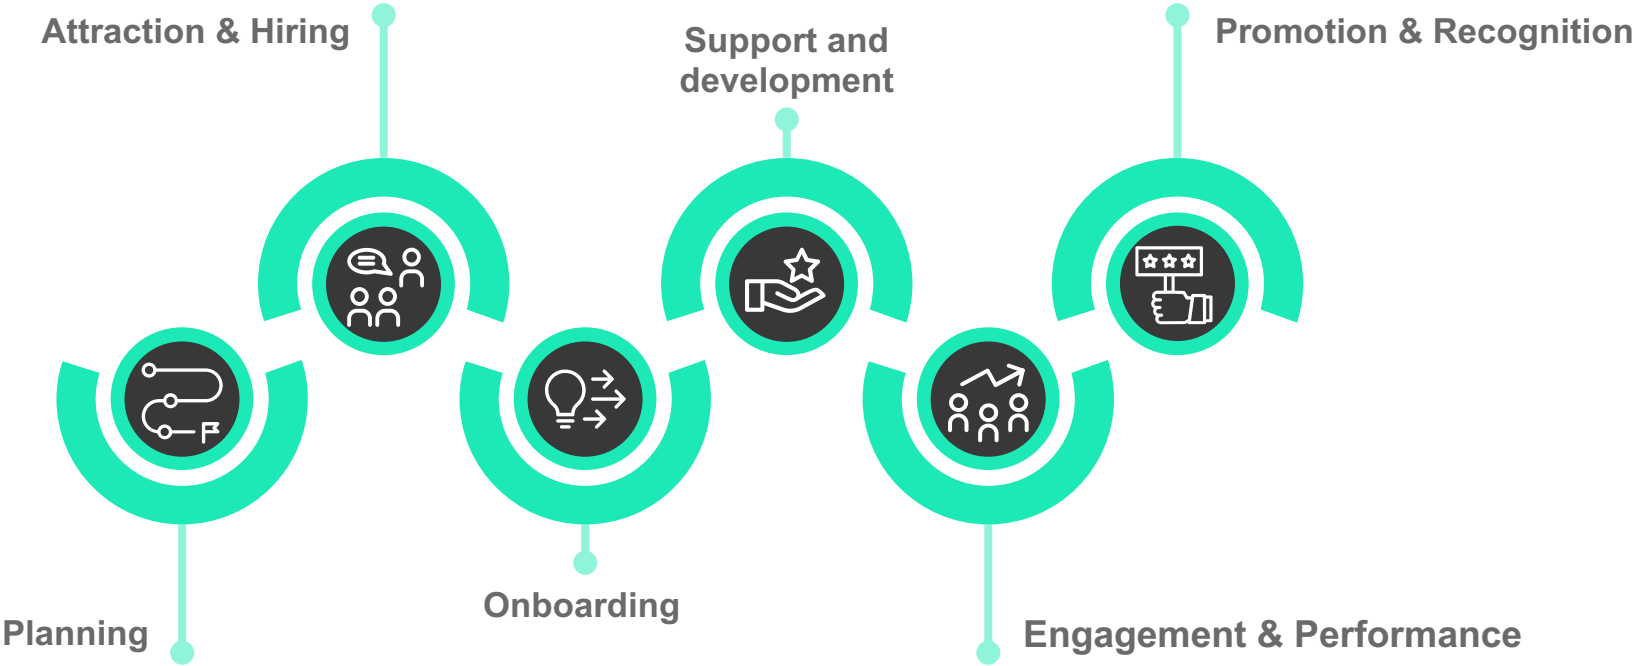 Attraction & Hiring
Support and
development
Promotion & Recognition
Planning
Onboarding
Engagement & Performance